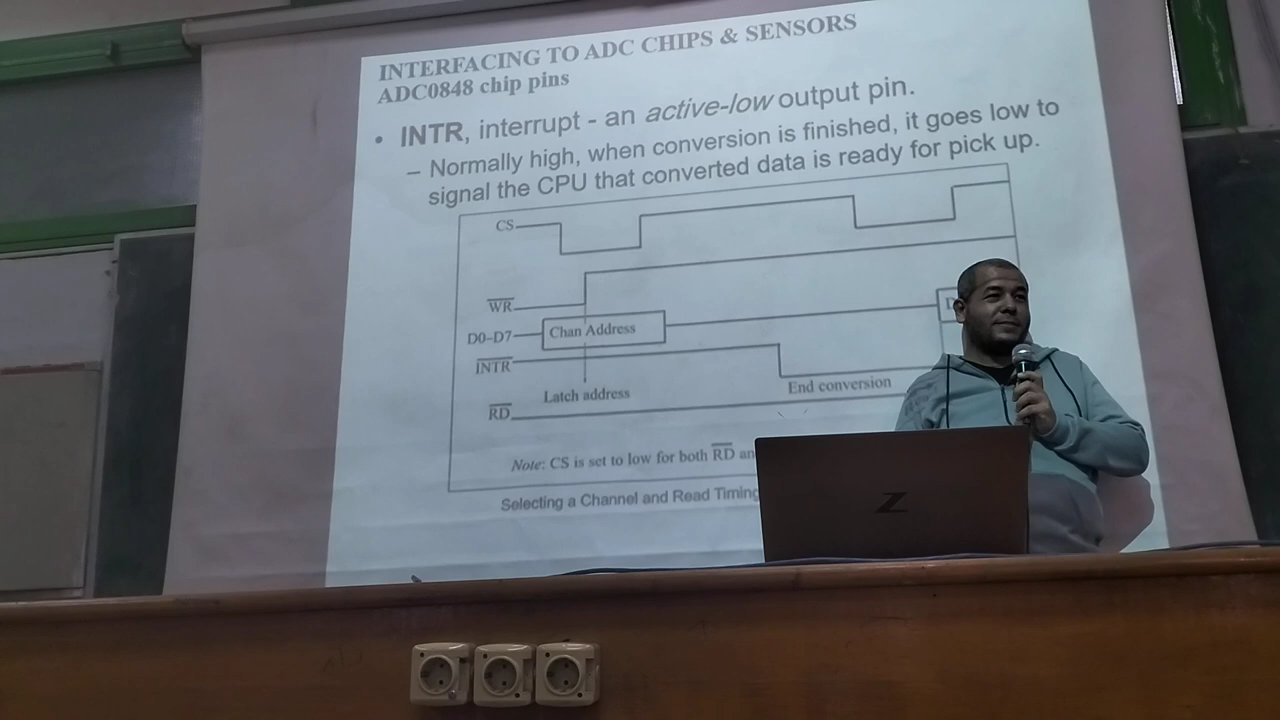 INTERFACING TO ADC CHIPS & SENSORS
ADC0848 chip pins
• INTR, interrupt - an active-low output pin.
– Normally high, when conversion is finished, it goes low to
signal the CPU that converted data is ready for pick up.
CS
WR
D0–D7
Chan Address
D
INTR
Latch address
End conversion
RD
Note: CS is set to low for both RD an
Selecting a Channel and Read Timing
Z